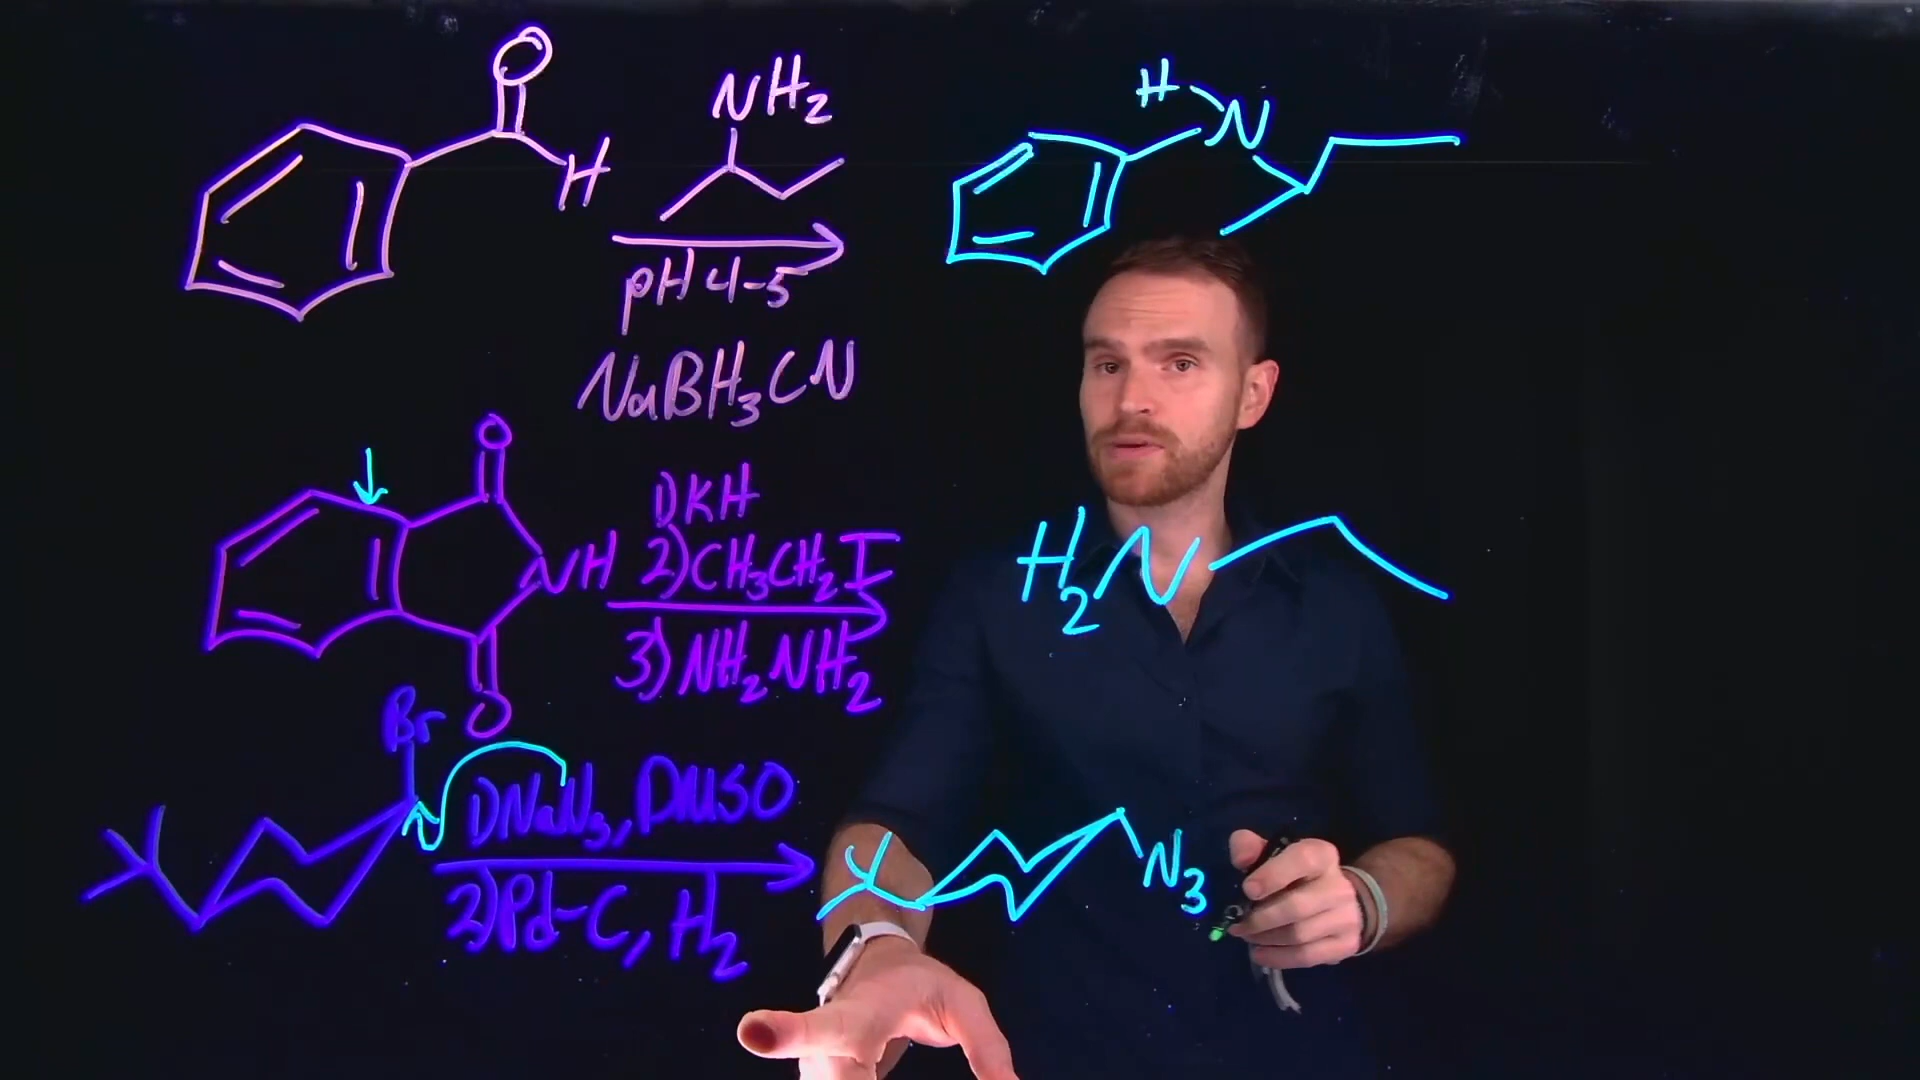 O
H
NH2
pH 4-5
NaBH3CN
H
N
O
NH
O
1) KH
2) CH3CH2I
3) NH2NH2
H2N
Br
N
1) NaN3, DMSO
2) Pd-C, H2
N3